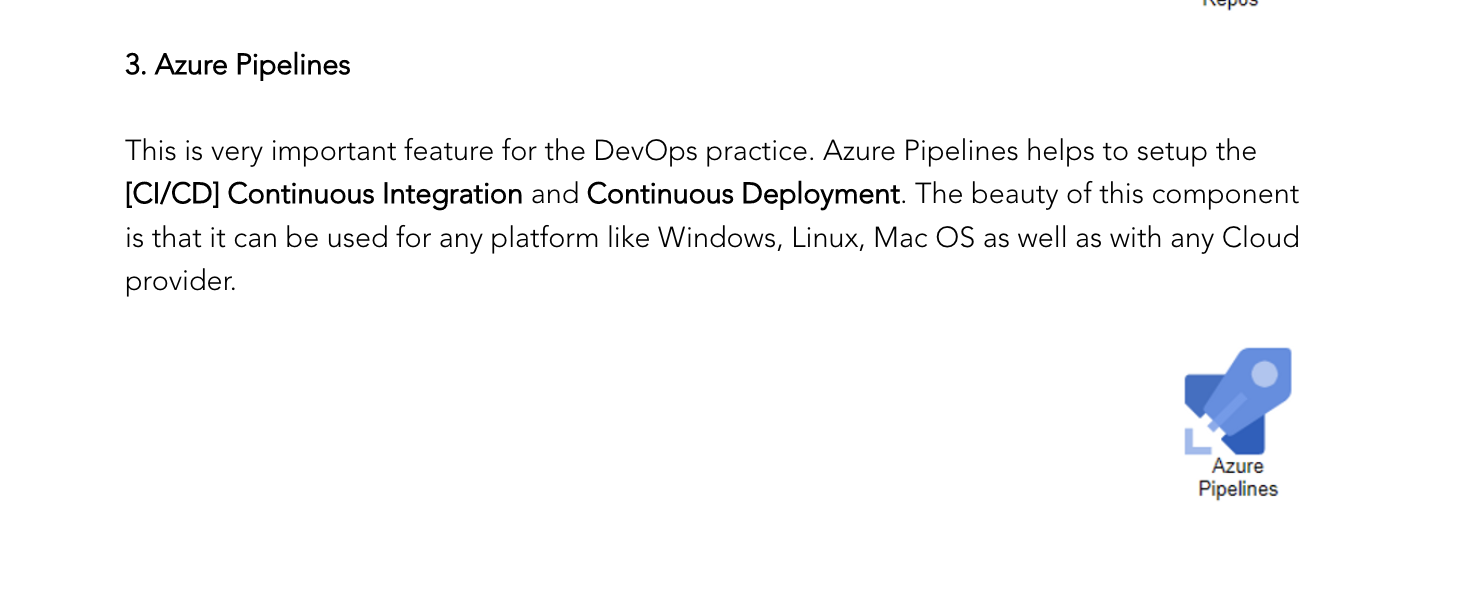 Repos
3. Azure Pipelines
This is very important feature for the DevOps practice. Azure Pipelines helps to setup the
[CI/CD] Continuous Integration and Continuous Deployment. The beauty of this component
is that it can be used for any platform like Windows, Linux, Mac OS as well as with any Cloud
provider.
Azure
Pipelines